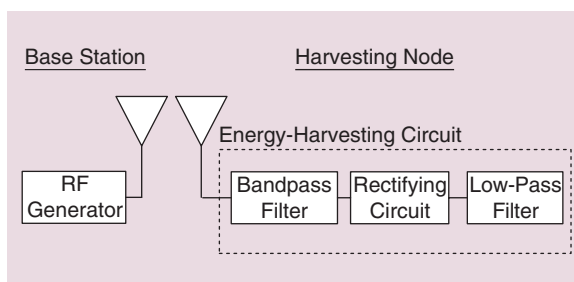 Base Station
Harvesting Node
Energy-Harvesting Circuit
RF
Generator
Bandpass
Filter
Rectifying
Circuit
Low-Pass
Filter